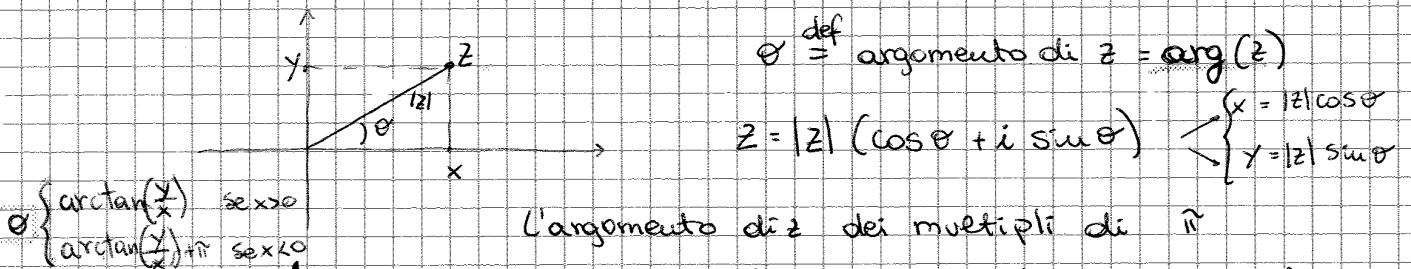 y
z
|z|
θ
x
θ def= argomento di z = arg(z)
z = |z| (cos θ + i sin θ)
{ x = |z| cos θ
y = |z| sin θ
θ { arctan(y/x) se x>0
arctan(y/x)+π se x<0
L'argomento di z dei multipli di π